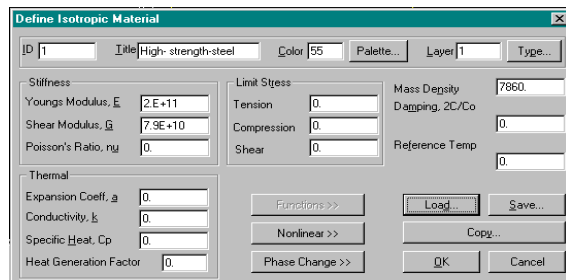 Define Isotropic Material
ID 1 Title High- strength-steel Color 55 Palette... Layer 1 Type...
Stiffness
Youngs Modulus, E 2.E+11
Shear Modulus, G 7.9E+10
Poisson's Ratio, nu 0.
Limit Stress
Tension 0.
Compression 0.
Shear 0.
Mass Density 7860.
Damping, 2C/Co
0.
Reference Temp
0.
Thermal
Expansion Coeff, a 0.
Conductivity, k 0.
Specific Heat, Cp 0.
Heat Generation Factor 0.
Functions >>
Nonlinear >>
Phase Change >>
Load... Save...
Copy...
OK Cancel